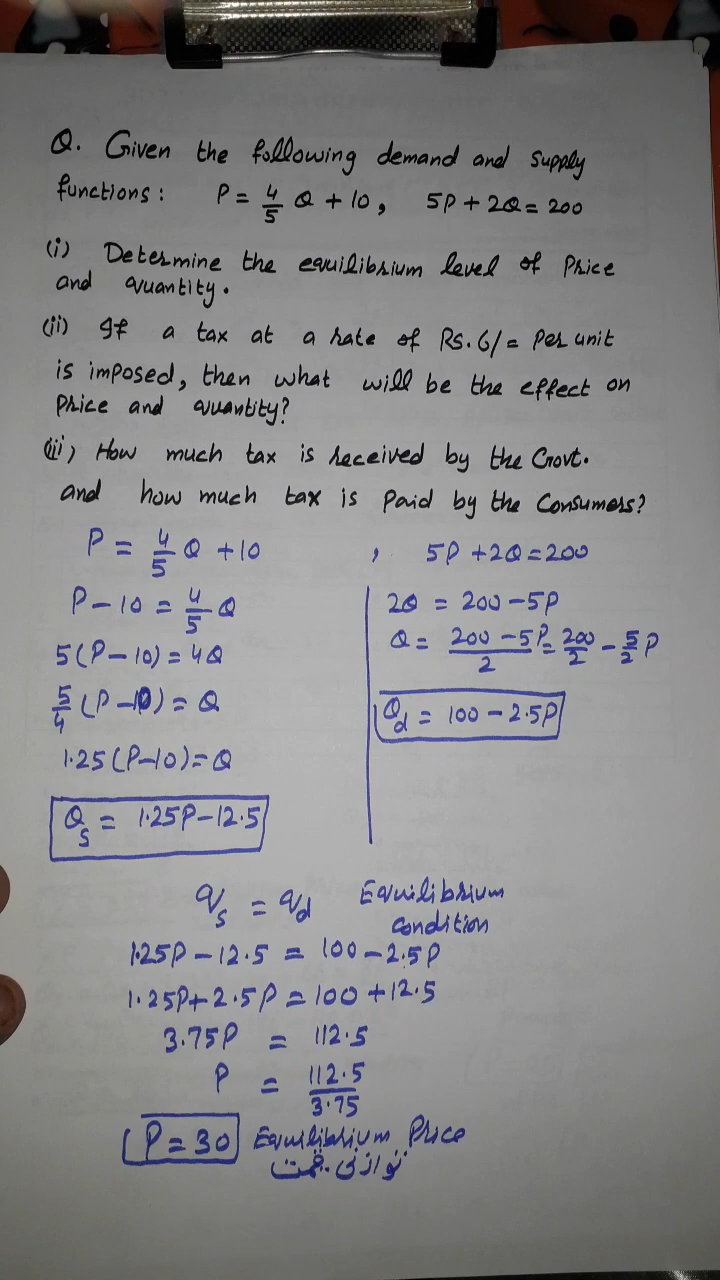 Q. Given the following demand and supply
functions : P = 4/5 Q + 10 , 5P + 2Q = 200
(i) Determine the equilibrium level of Price
and quantity.
(ii) If a tax at a rate of RS. 6/= Per unit
is imposed, then what will be the effect on
Price and quantity?
(iii) How much tax is received by the Govt.
and how much tax is paid by the Consumers?
P = 4/5 Q + 10 , 5P + 2Q = 200
P - 10 = 4/5 Q
5(P - 10) = 4Q
5/4 (P - 10) = Q
1.25 (P - 10) = Q
Qs = 1.25P - 12.5
2Q = 200 - 5P
Q = 200 - 5P/2 = 200/2 - 5/2 P
Qd = 100 - 2.5P
qs = qd Equilibrium
condition
1.25P - 12.5 = 100 - 2.5P
1.25P + 2.5P = 100 + 12.5
3.75P = 112.5
P = 112.5/3.75
P = 30 Equilibrium Price
توازنی قیمت